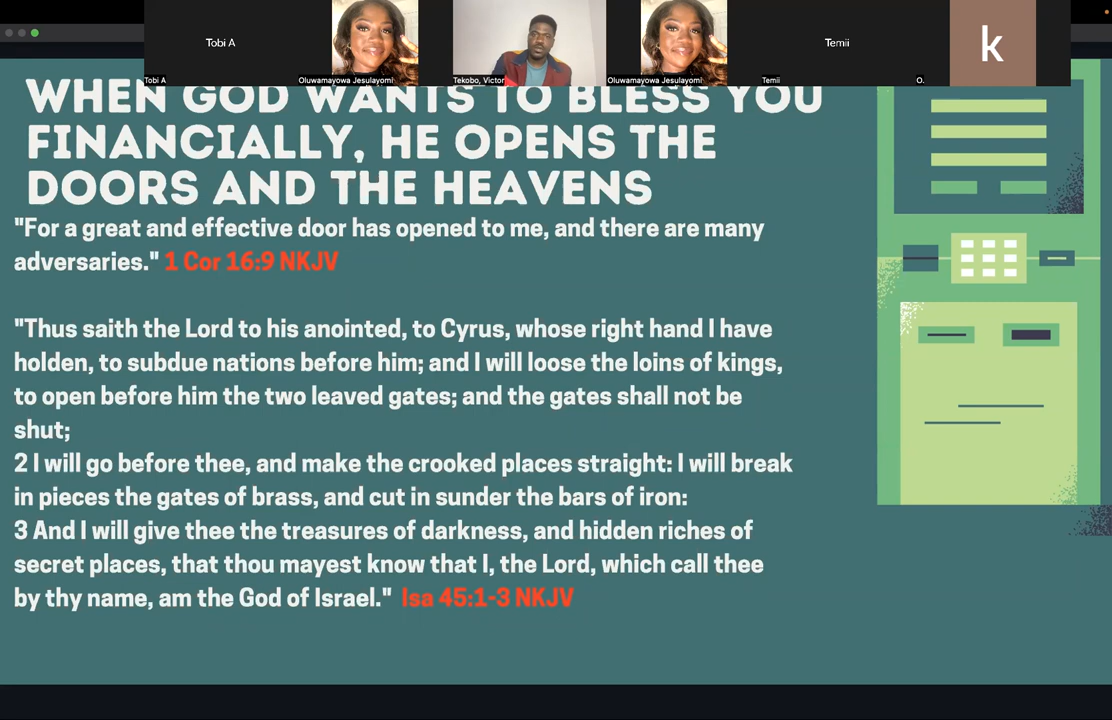 Tobi A
Temii
k
Tobi A
Oluwamayowa Jesulayomi
Tekobo, Victor
Oluwamayowa Jesulayomi
Temii
O.
WHEN GOD WANTS TO BLESS YOU
FINANCIALLY, HE OPENS THE
DOORS AND THE HEAVENS
"For a great and effective door has opened to me, and there are many
adversaries." 1 Cor 16:9 NKJV
"Thus saith the Lord to his anointed, to Cyrus, whose right hand I have
holden, to subdue nations before him; and I will loose the loins of kings,
to open before him the two leaved gates; and the gates shall not be
shut;
2 I will go before thee, and make the crooked places straight: I will break
in pieces the gates of brass, and cut in sunder the bars of iron:
3 And I will give thee the treasures of darkness, and hidden riches of
secret places, that thou mayest know that I, the Lord, which call thee
by thy name, am the God of Israel." Isa 45:1-3 NKJV